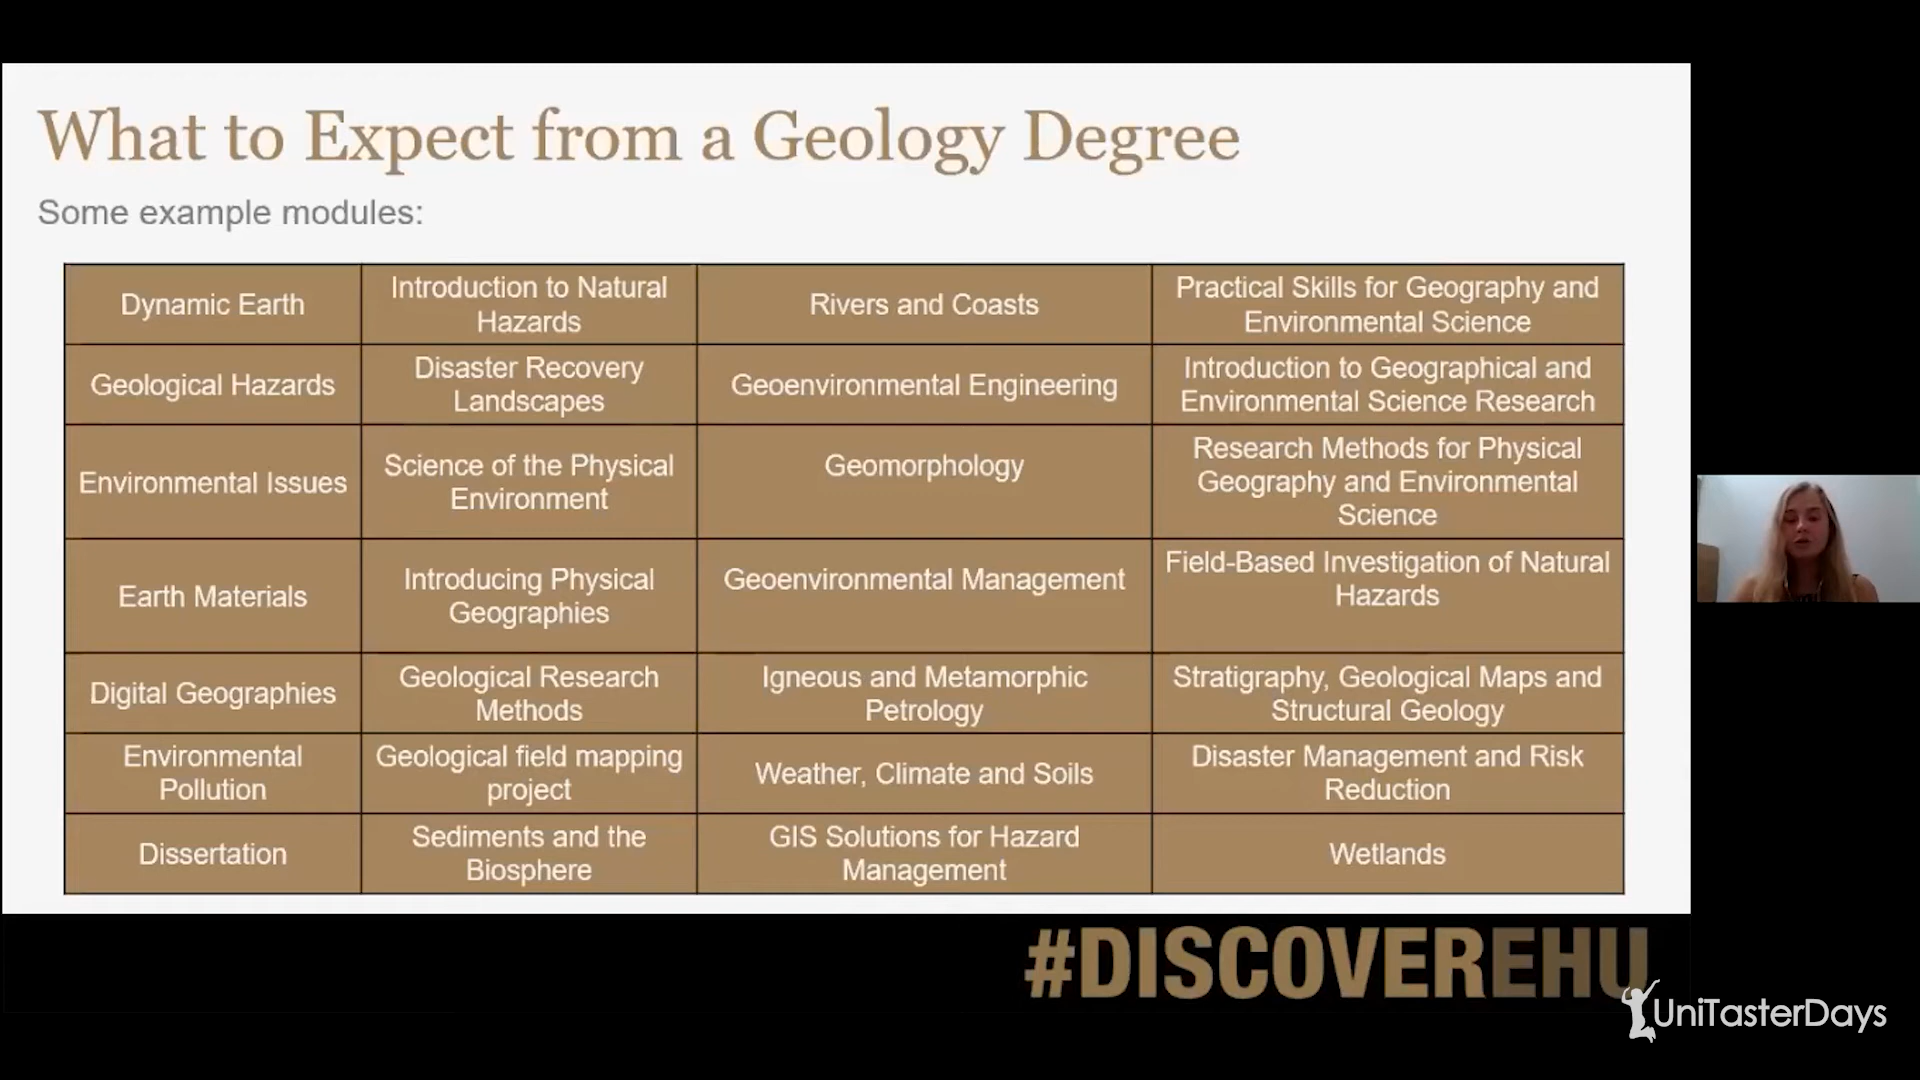 What to Expect from a Geology Degree
Some example modules:
Dynamic Earth
Introduction to Natural
Hazards
Rivers and Coasts
Practical Skills for Geography and
Environmental Science
Geological Hazards
Disaster Recovery
Landscapes
Geoenvironmental Engineering
Introduction to Geographical and
Environmental Science Research
Environmental Issues
Science of the Physical
Environment
Geomorphology
Research Methods for Physical
Geography and Environmental
Science
Earth Materials
Introducing Physical
Geographies
Geoenvironmental Management
Field-Based Investigation of Natural
Hazards
Digital Geographies
Geological Research
Methods
Igneous and Metamorphic
Petrology
Stratigraphy, Geological Maps and
Structural Geology
Environmental
Pollution
Geological field mapping
project
Weather, Climate and Soils
Disaster Management and Risk
Reduction
Dissertation
Sediments and the
Biosphere
GIS Solutions for Hazard
Management
Wetlands
#DISCOVEREHU
UniTasterDays